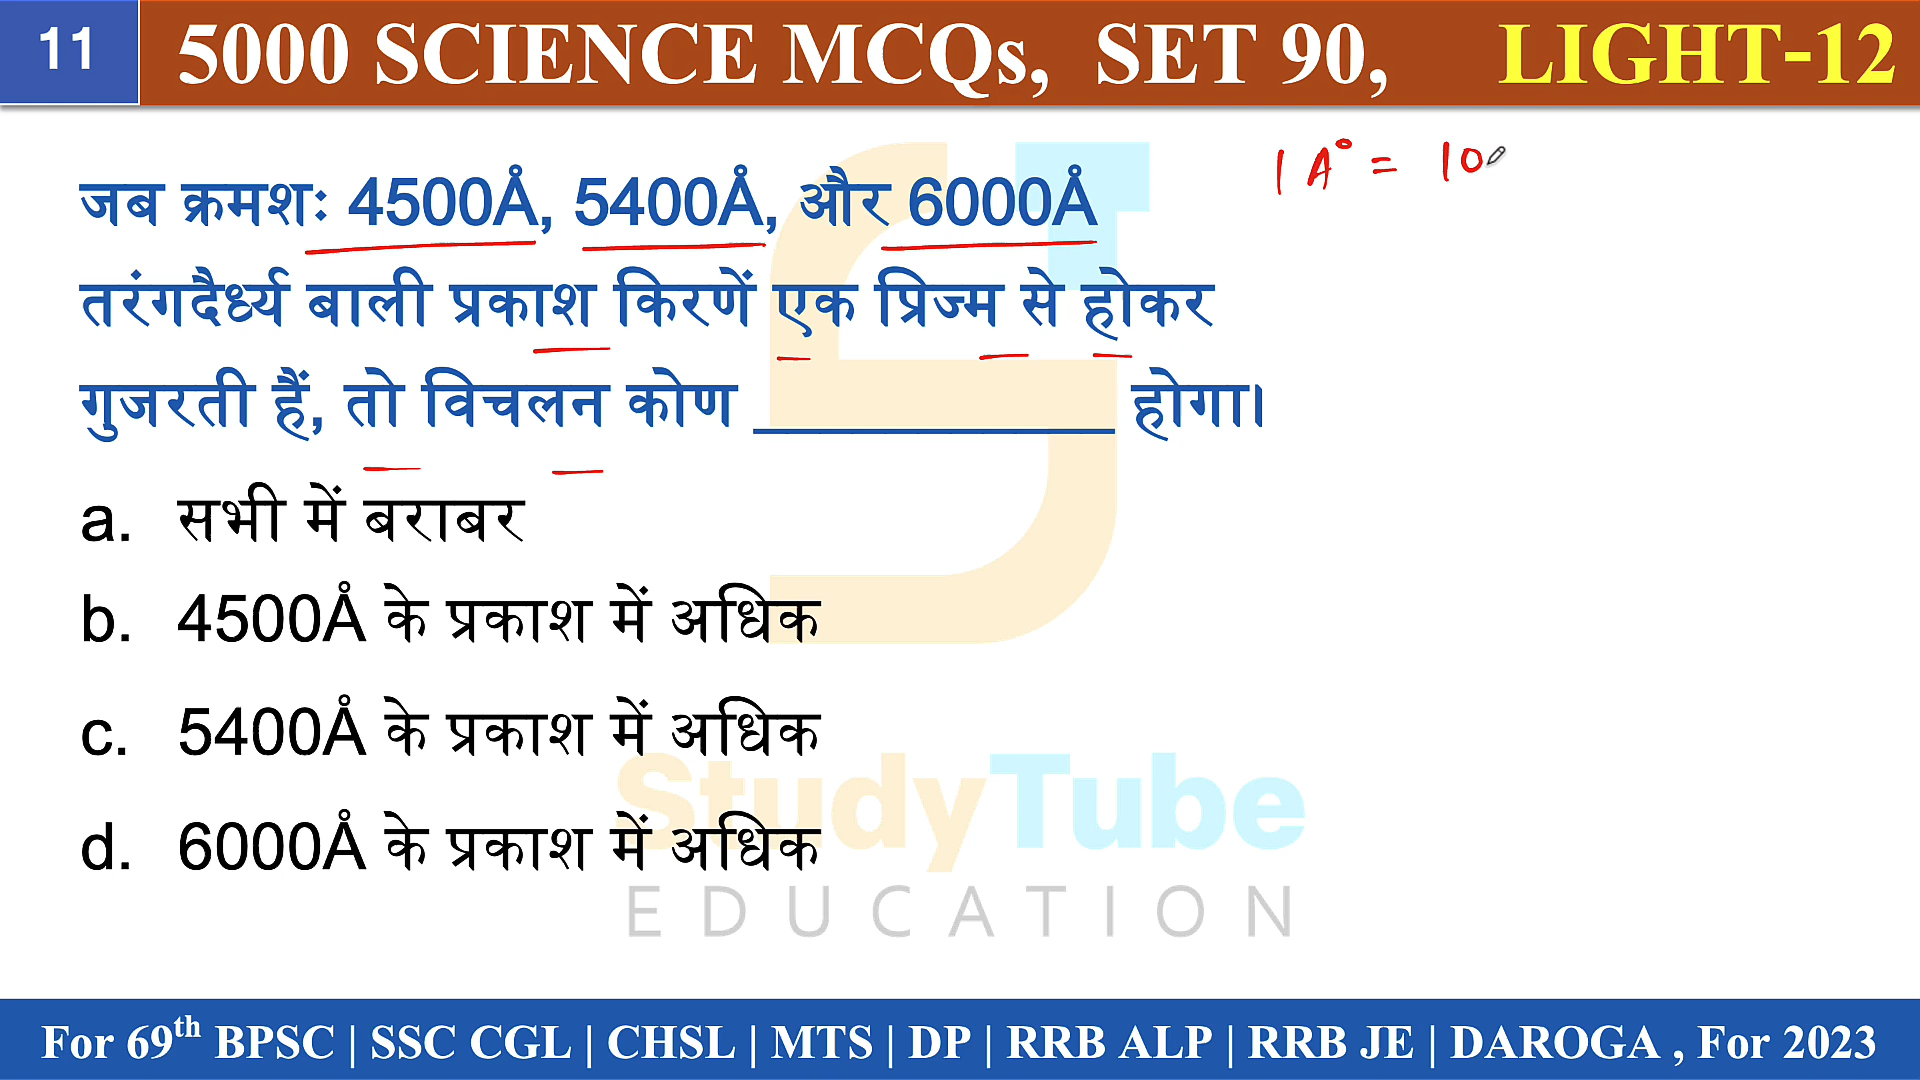 11
5000 SCIENCE MCQs, SET 90, LIGHT-12
1 A° = 10
जब क्रमशः 4500Å, 5400Å, और 6000Å
तरंगदैर्ध्य बाली प्रकाश किरणें एक प्रिज्म से होकर
गुजरती हैं, तो विचलन कोण ____________ होगा।
a. सभी में बराबर
b. 4500Å के प्रकाश में अधिक
c. 5400Å के प्रकाश में अधिक
d. 6000Å के प्रकाश में अधिक
StudyTube
EDUCATION
For 69th BPSC | SSC CGL | CHSL | MTS | DP | RRB ALP | RRB JE | DAROGA , For 2023